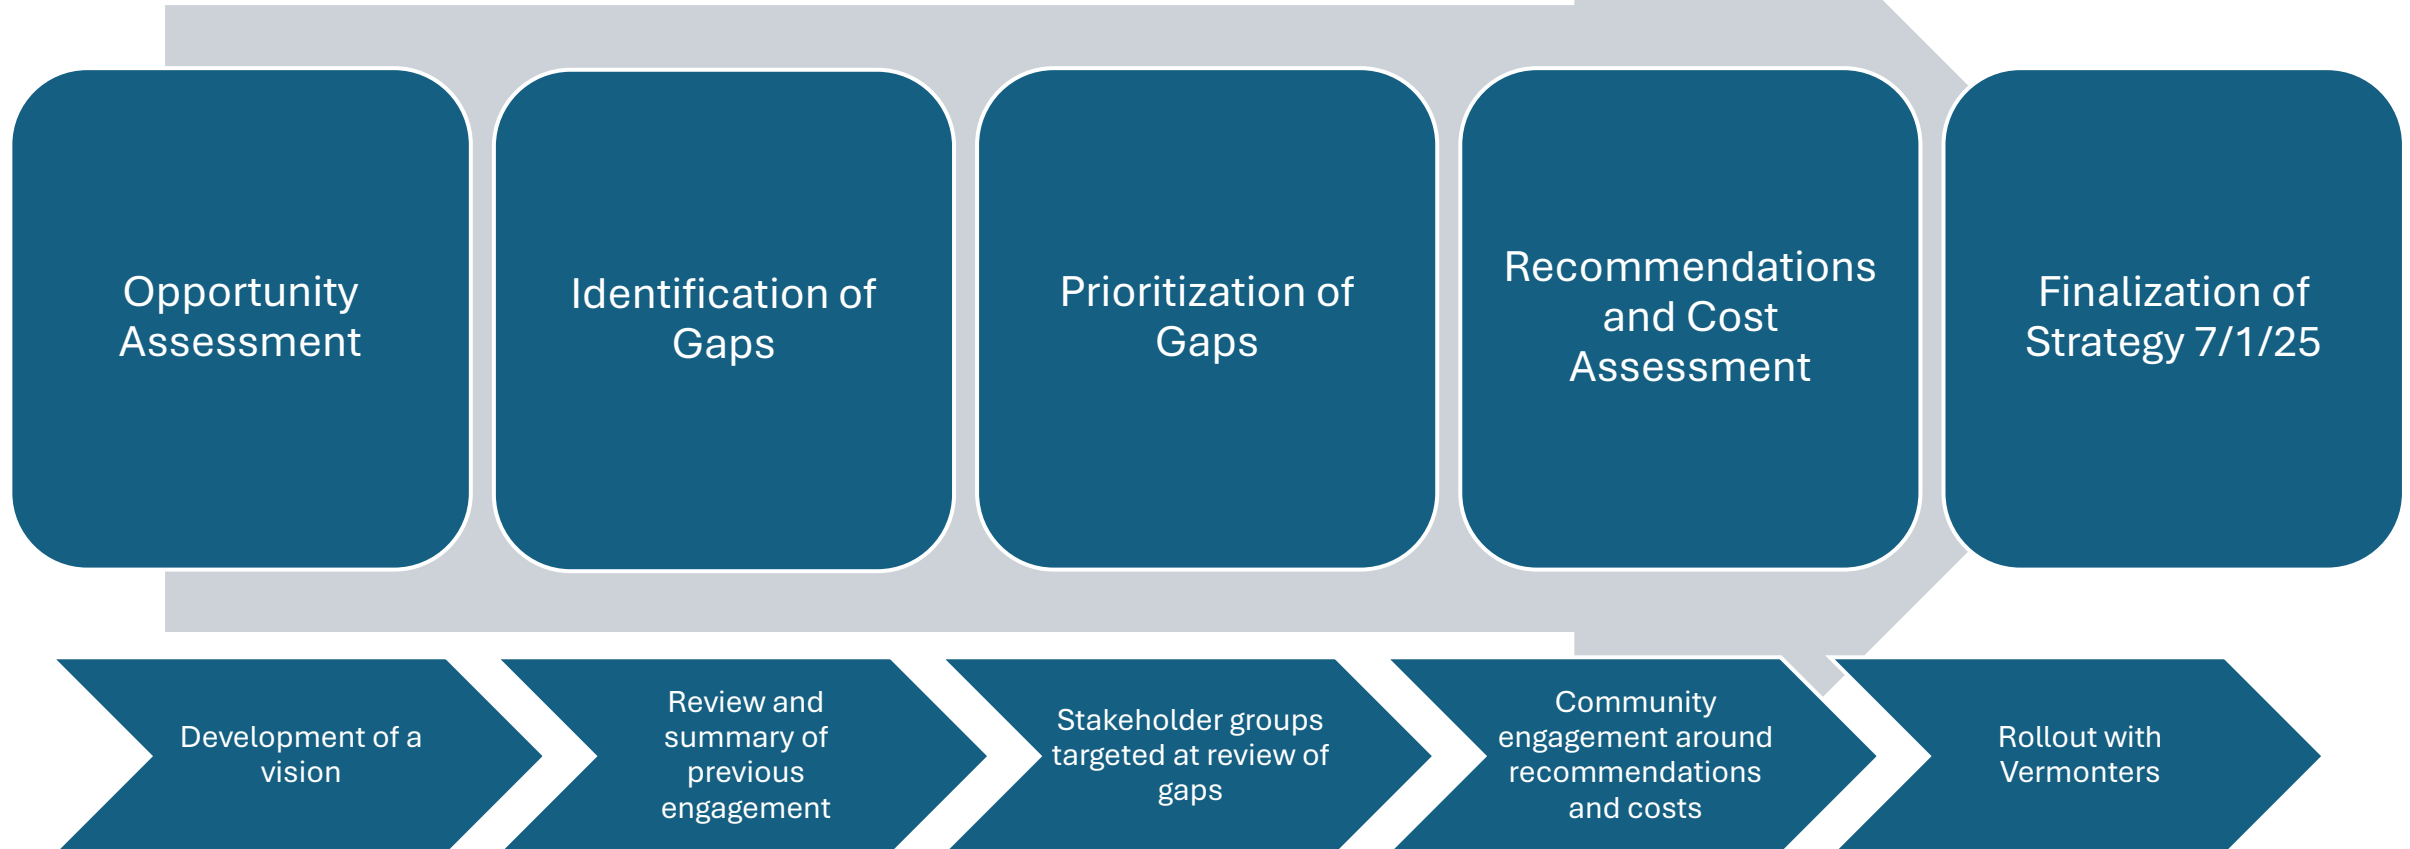 Opportunity
Assessment
Identification of
Gaps
Prioritization of
Gaps
Recommendations
and Cost
Assessment
Finalization of
Strategy 7/1/25
Development of a
vision
Review and
summary of
previous
engagement
Stakeholder groups
targeted at review of
gaps
Community
engagement around
recommendations
and costs
Rollout with
Vermonters